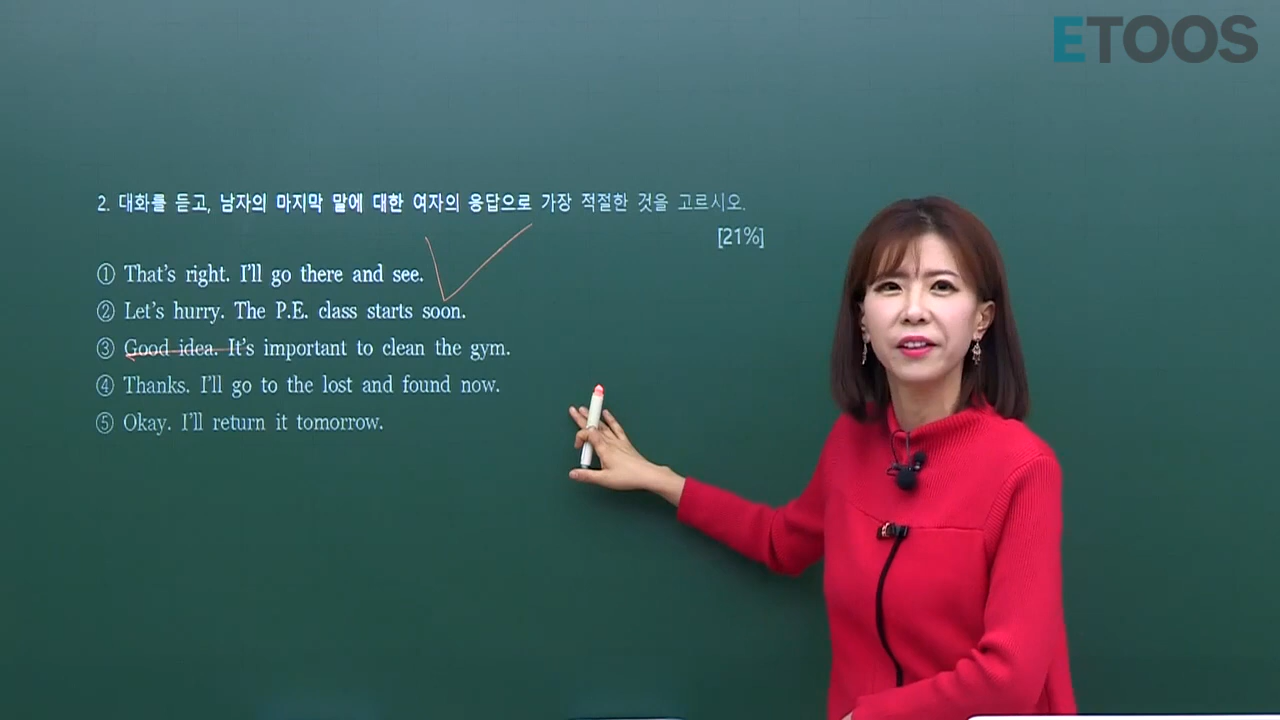 ETOOS
2. 대화를 듣고, 남자의 마지막 말에 대한 여자의 응답으로 가장 적절한 것을 고르시오.
[21%]
① That's right. I'll go there and see.
② Let's hurry. The P.E. class starts soon.
③ Good idea. It's important to clean the gym.
④ Thanks. I'll go to the lost and found now.
⑤ Okay. I'll return it tomorrow.